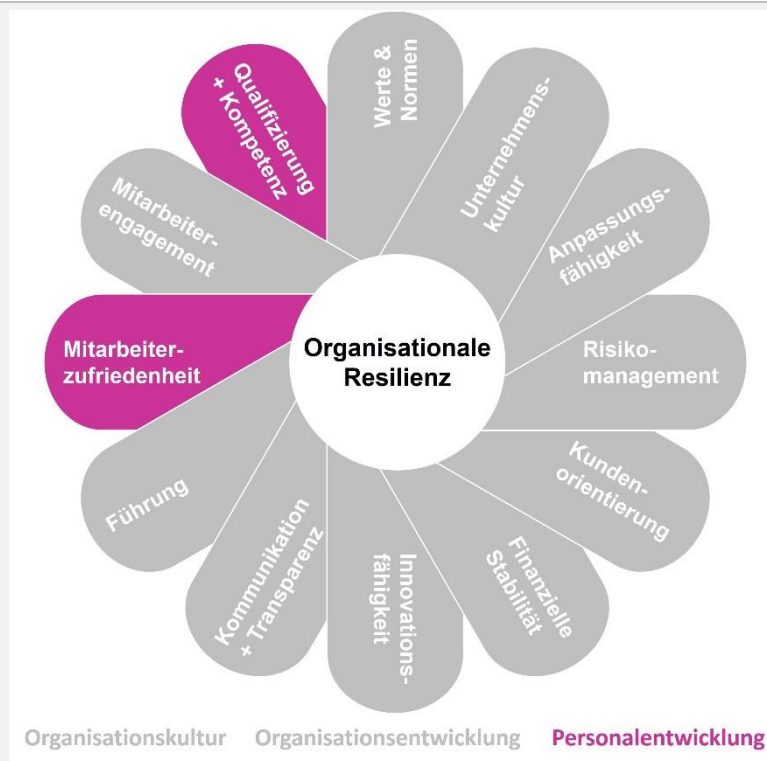 Werte &
Normen
Unternehmens-
kultur
Anpassungs-
fähigkeit
Risiko-
management
Kunden-
orientierung
Finanzielle
Stabilität
Innovations-
fähigkeit
Kommunikation
+ Transparenz
Führung
Mitarbeiter-
zufriedenheit
Mitarbeiter-
engagement
Qualifizierung
+ Kompetenz
Organisationale
Resilienz
Organisationskultur Organisationsentwicklung Personalentwicklung